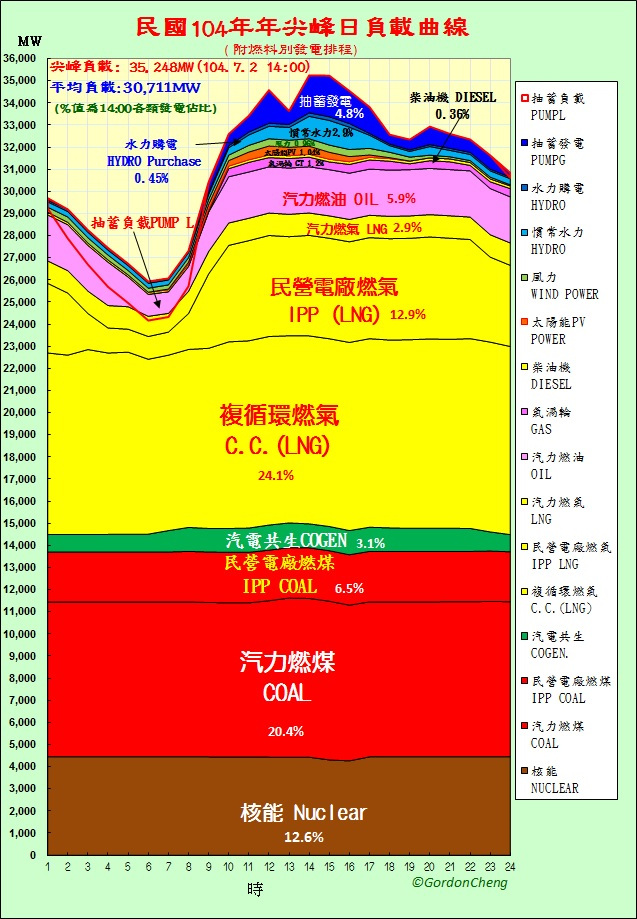 民國104年年尖峰日負載曲線
(附燃料別發電排程)
MW
尖峰負載: 35,248MW(104.7.2 14:00)
平均負載:30,711MW
(%值為14:00各類發電佔比)
36,000
35,000
34,000
33,000
32,000
31,000
30,000
29,000
28,000
27,000
26,000
25,000
24,000
23,000
22,000
21,000
20,000
19,000
18,000
17,000
16,000
15,000
14,000
13,000
12,000
11,000
10,000
9,000
8,000
7,000
6,000
5,000
4,000
3,000
2,000
1,000
0
抽蓄發電
4.8%
柴油機 DIESEL
0.36%
水力購電
HYDRO Purchase
0.45%
慣常水力2.9%
風力 0.96%
太陽能PV 1.04%
氣渦輪 GT 1.2%
抽蓄負載PUMP L
汽力燃油 OIL 5.9%
汽力燃氣 LNG 2.9%
民營電廠燃氣
IPP (LNG) 12.9%
複循環燃氣
C.C.(LNG)
24.1%
汽電共生COGEN 3.1%
民營電廠燃煤
IPP COAL 6.5%
汽力燃煤
COAL
20.4%
核能 Nuclear
12.6%
1 2 3 4 5 6 7 8 9 10 11 12 13 14 15 16 17 18 19 20 21 22 23 24
時
©GordonCheng
抽蓄負載
PUMPL
抽蓄發電
PUMPG
水力購電
HYDRO
慣常水力
HYDRO
風力
WIND POWER
太陽能PV
POWER
柴油機
DIESEL
氣渦輪
GAS
汽力燃油
OIL
汽力燃氣
LNG
民營電廠燃氣
IPP LNG
複循環燃氣
C.C.(LNG)
汽電共生
COGEN.
民營電廠燃煤
IPP COAL
汽力燃煤
COAL
核能
NUCLEAR